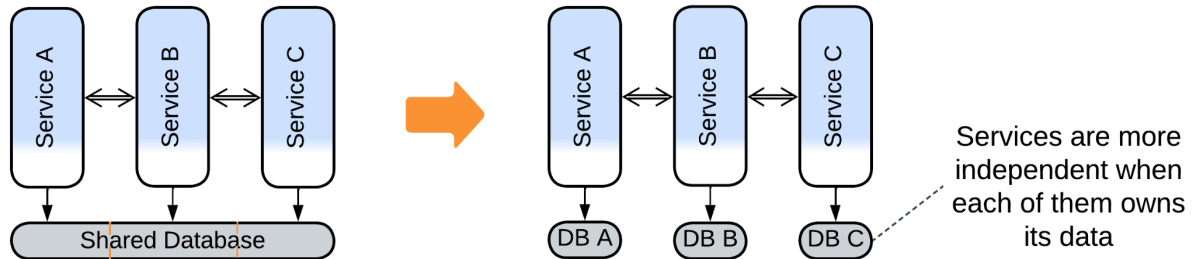 Service A
Service B
Service C
Shared Database
Service A
Service B
Service C
DB A
DB B
DB C
Services are more
independent when
each of them owns
its data